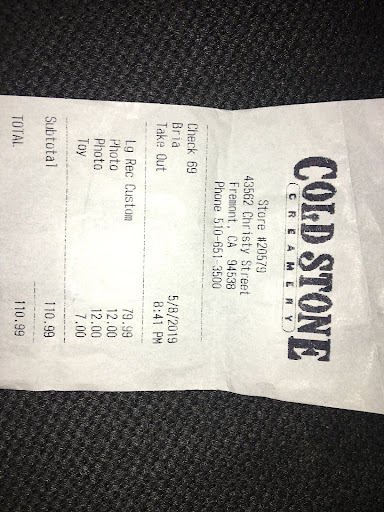 COLD STONE
CREAMERY
Store #20579
43562 Christy Street
Fremont, CA 94538
Phone 510-651-3500
Check 69
Bria 5/8/2019
Take Out 8:41 PM
Lg Rec Custom 79.99
Photo 12.00
Photo 12.00
Toy 7.00
Subtotal 110.99
TOTAL 110.99